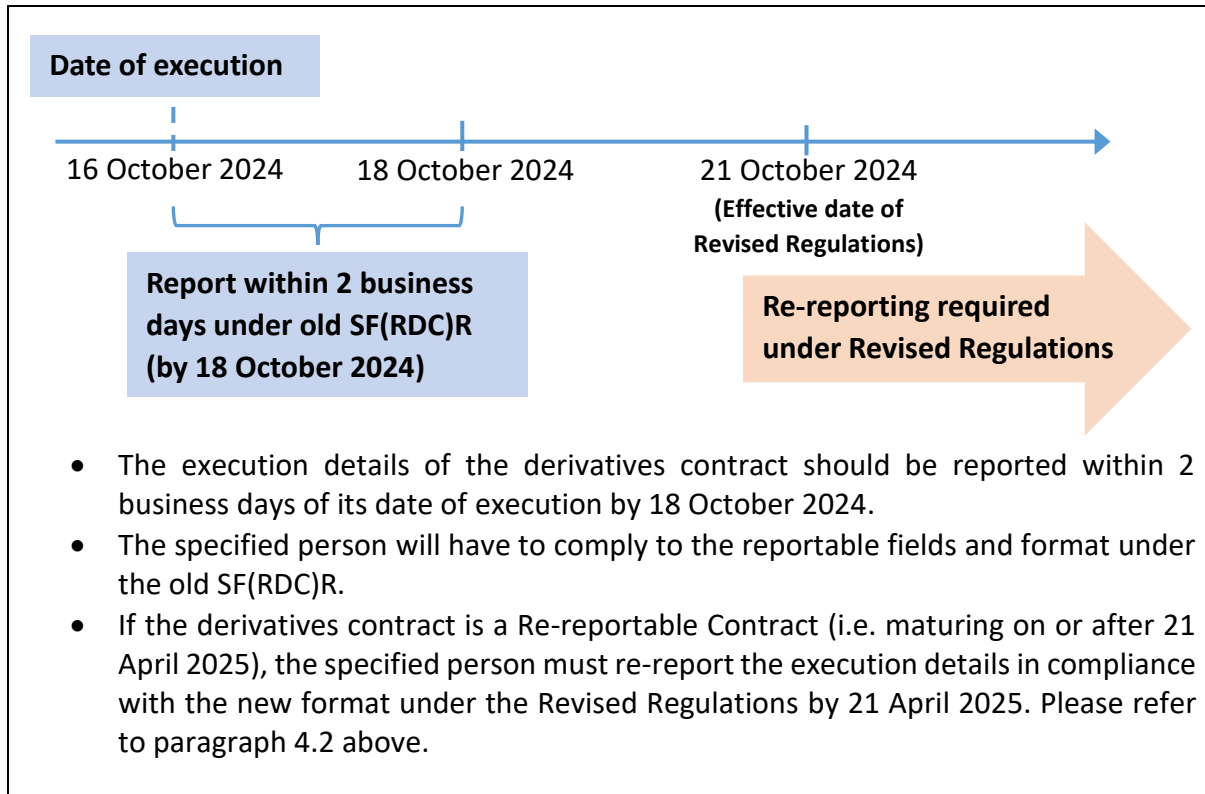 Date of execution
16 October 2024
18 October 2024
21 October 2024
(Effective date of
Revised Regulations)
Report within 2 business
days under old SF(RDC)R
(by 18 October 2024)
Re-reporting required
under Revised Regulations
• The execution details of the derivatives contract should be reported within 2
business days of its date of execution by 18 October 2024.
• The specified person will have to comply to the reportable fields and format under
the old SF(RDC)R.
• If the derivatives contract is a Re-reportable Contract (i.e. maturing on or after 21
April 2025), the specified person must re-report the execution details in compliance
with the new format under the Revised Regulations by 21 April 2025. Please refer
to paragraph 4.2 above.